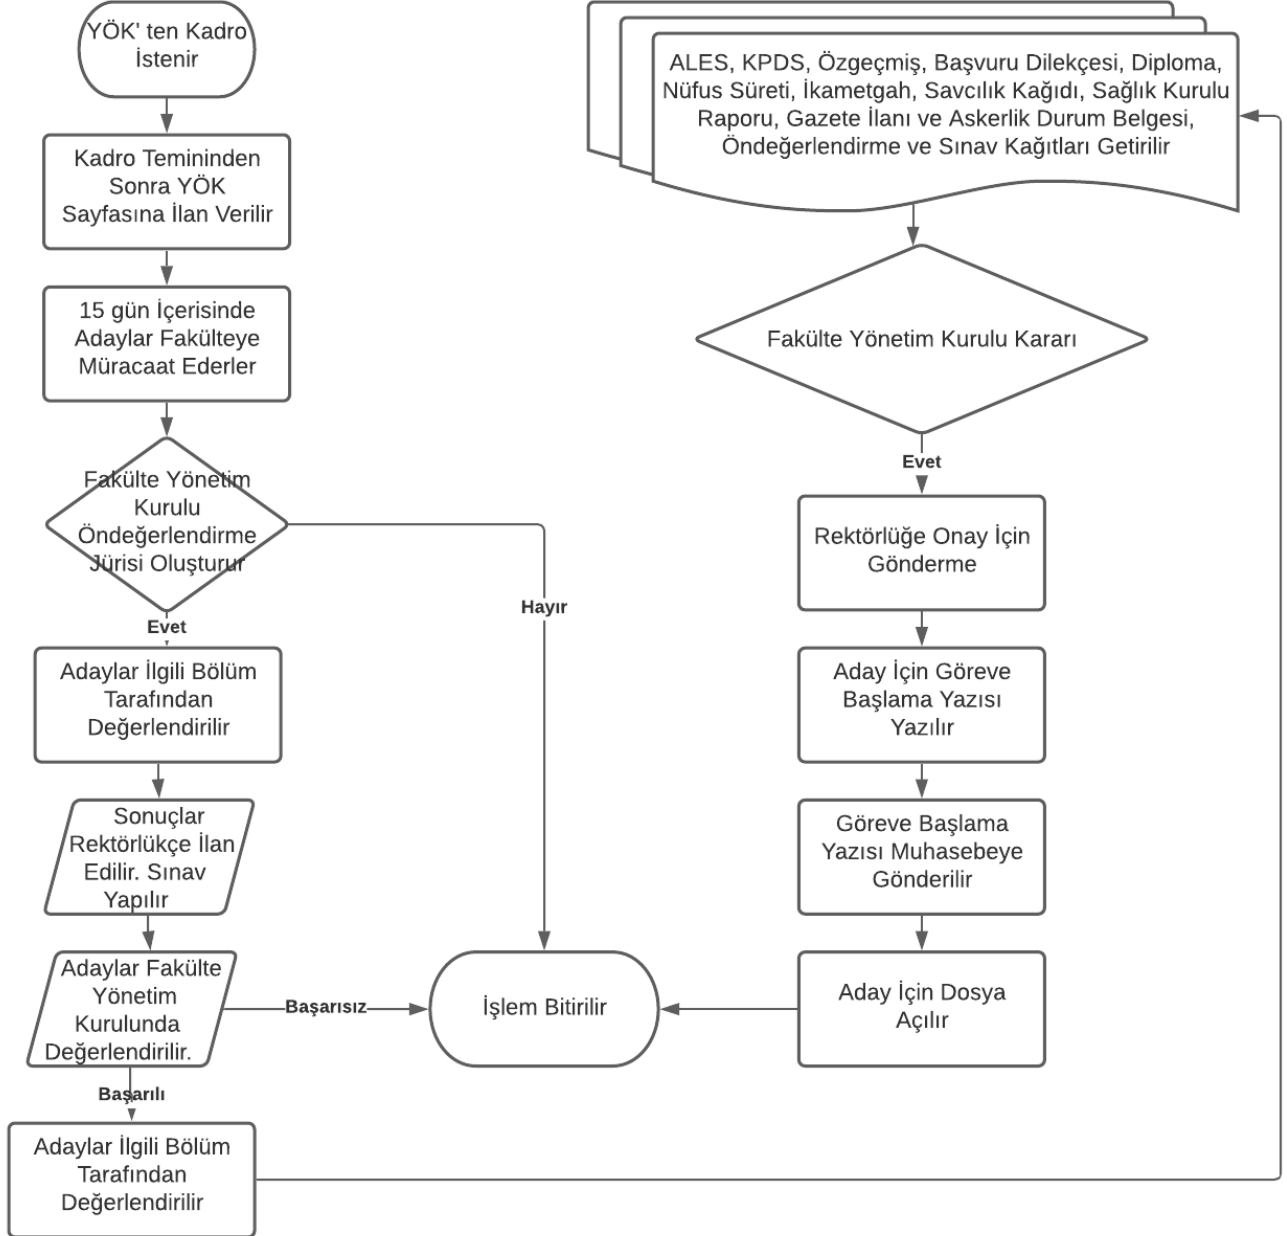 YÖK' ten Kadro
İstenir
Kadro Temininden
Sonra YÖK
Sayfasına İlan Verilir
15 gün İçerisinde
Adaylar Fakülteye
Müracaat Ederler
Fakülte Yönetim
Kurulu
Öndeğerlendirme
Jürisi Oluşturur
Evet
Hayır
Adaylar İlgili Bölüm
Tarafından
Değerlendirilir
Sonuçlar
Rektörlükçe İlan
Edilir. Sınav
Yapılır
Adaylar Fakülte
Yönetim
Kurulunda
Değerlendirilir.
Başarısız
Başarılı
Adaylar İlgili Bölüm
Tarafından
Değerlendirilir
ALES, KPDS, Özgeçmiş, Başvuru Dilekçesi, Diploma,
Nüfus Süreti, İkametgah, Savcılık Kağıdı, Sağlık Kurulu
Raporu, Gazete İlanı ve Askerlik Durum Belgesi,
Öndeğerlendirme ve Sınav Kağıtları Getirilir
Fakülte Yönetim Kurulu Kararı
Evet
Rektörlüğe Onay İçin
Gönderme
Aday İçin Göreve
Başlama Yazısı
Yazılır
Göreve Başlama
Yazısı Muhasebeye
Gönderilir
Aday İçin Dosya
Açılır
İşlem Bitirilir